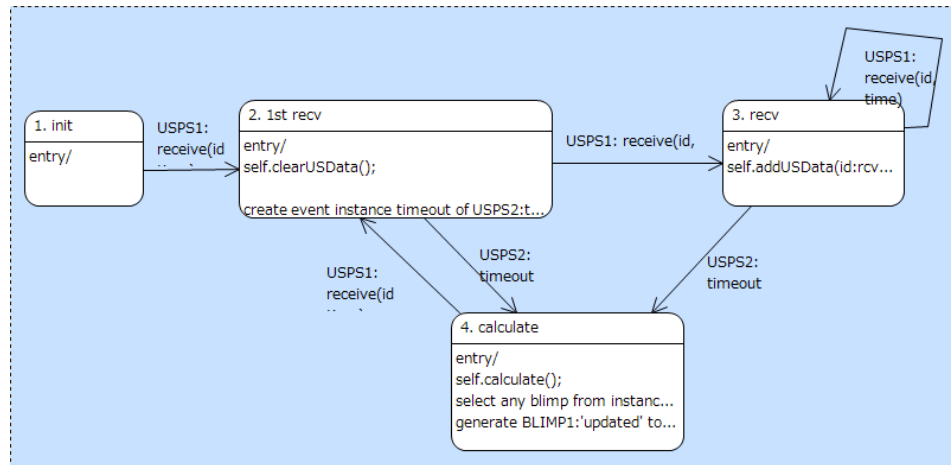 USPS1:
receive(id,
time)
1. init
entry/
USPS1:
receive(id
2. 1st recv
entry/
self.clearUSData();
create event instance timeout of USPS2:t...
USPS1: receive(id,
3. recv
entry/
self.addUSData(id:rcv...
USPS1:
receive(id
USPS2:
timeout
USPS2:
timeout
4. calculate
entry/
self.calculate();
select any blimp from instanc...
generate BLIMP1:'updated' to...